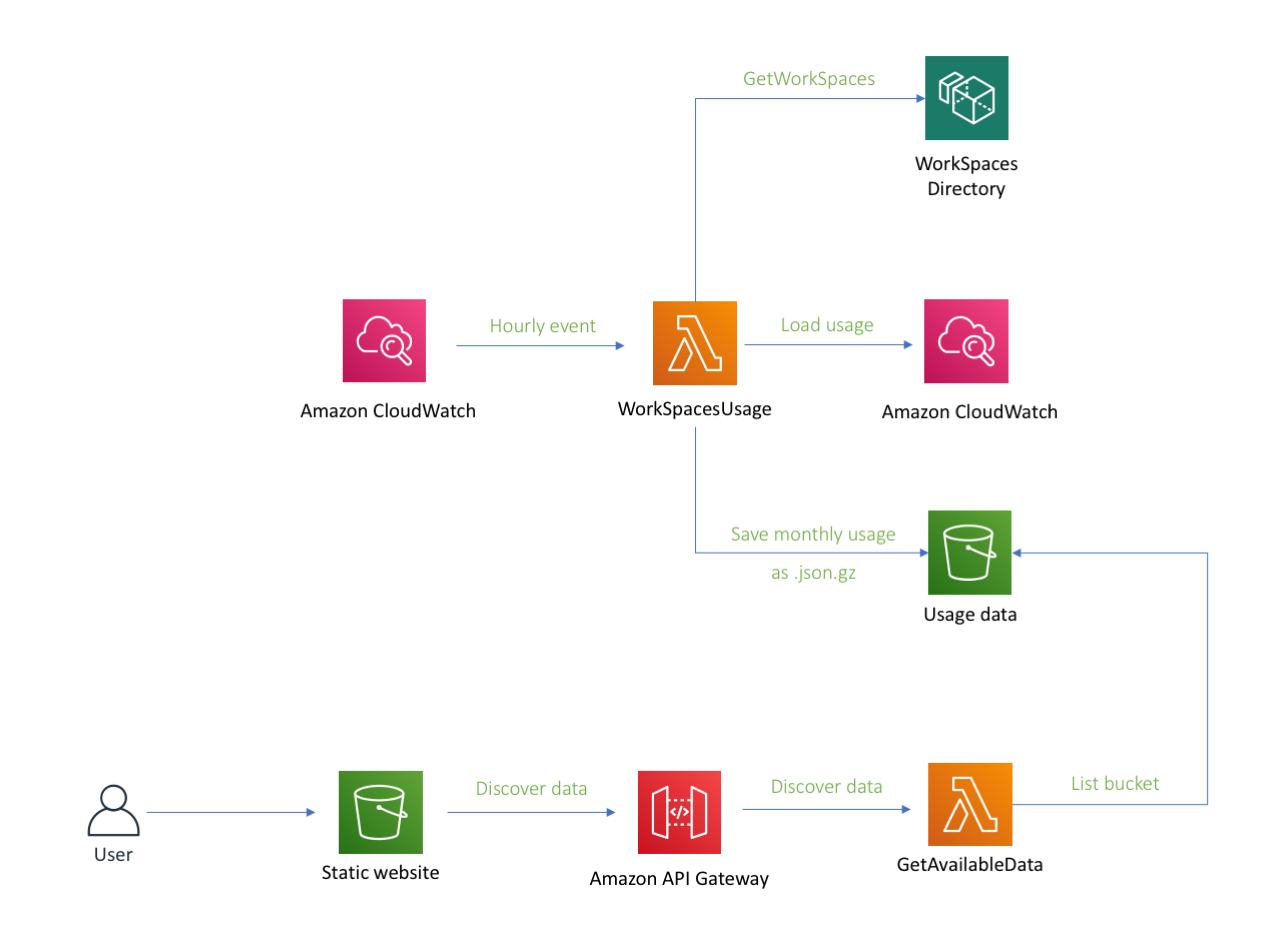 GetWorkSpaces
WorkSpaces
Directory
Hourly event
Load usage
Amazon CloudWatch
WorkSpacesUsage
Amazon CloudWatch
Save monthly usage
as .json.gz
Usage data
Discover data
Discover data
List bucket
User
Static website
Amazon API Gateway
GetAvailableData